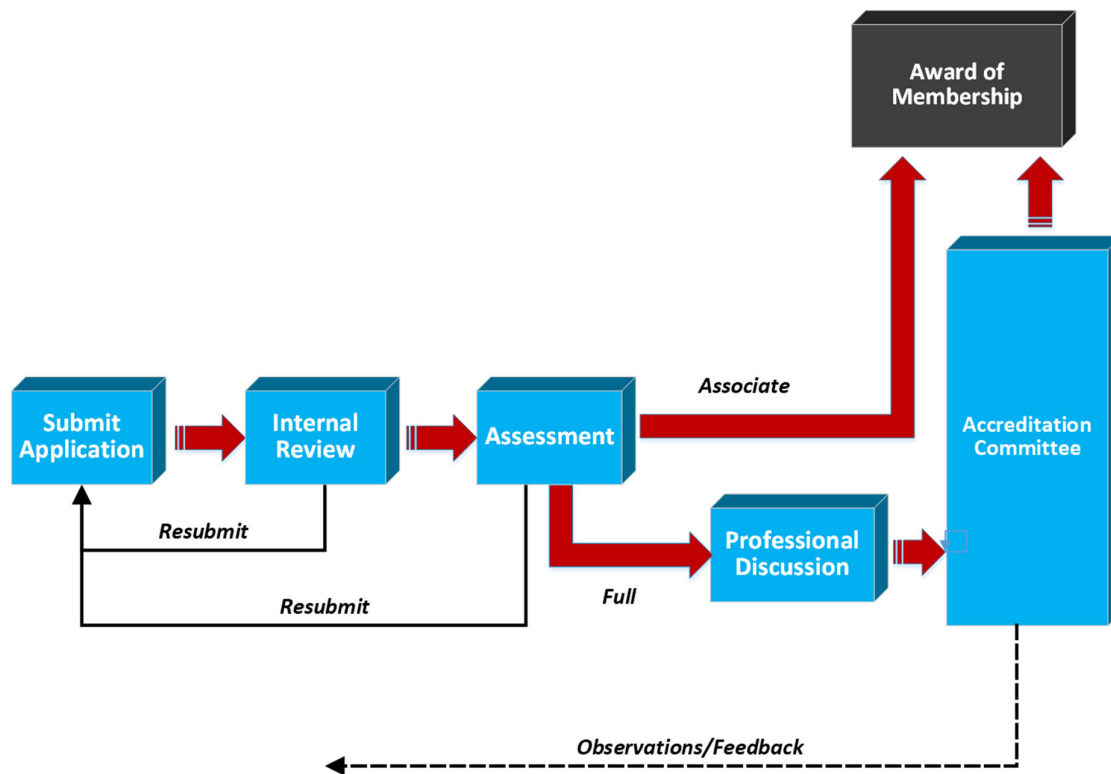 Award of
Membership
Associate
Submit
Application
Internal
Review
Assessment
Accreditation
Committee
Resubmit
Professional
Discussion
Resubmit
Full
Observations/Feedback